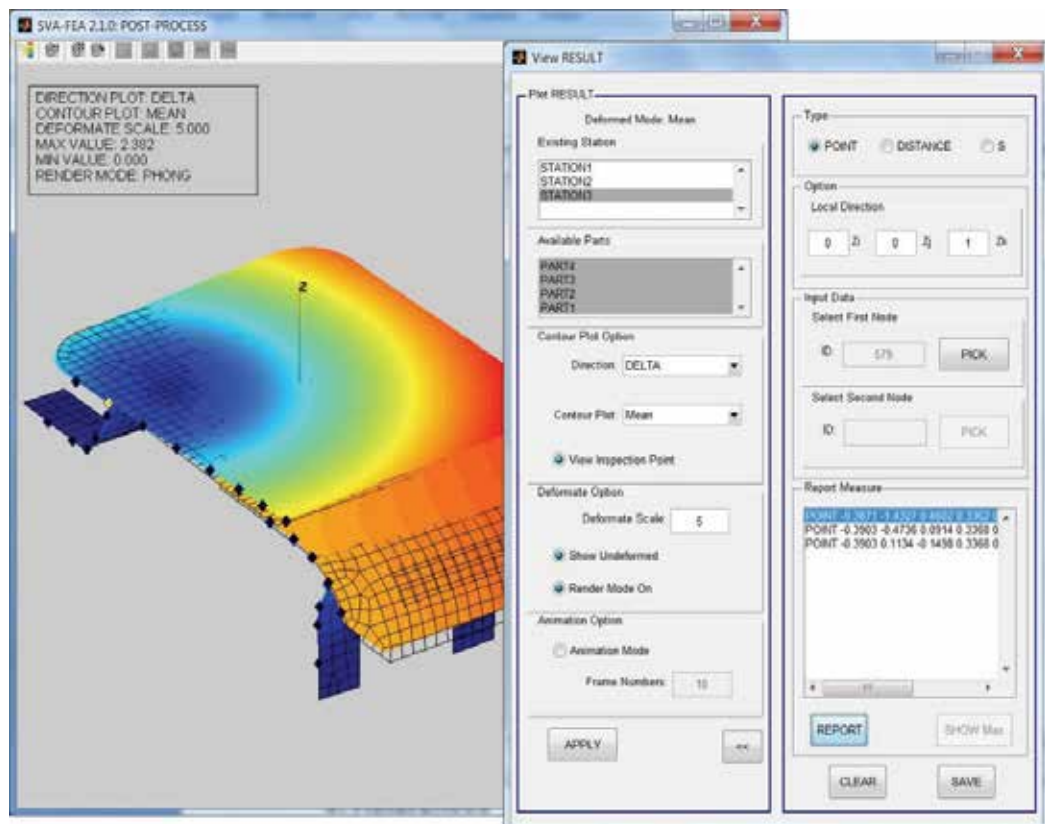 SVA-FEA 2.1.0: POST-PROCESS
DIRECTION PLOT: DELTA
CONTOUR PLOT: MEAN
DEFORMATE SCALE: 5.000
MAX VALUE: 2.382
MIN VALUE: 0.000
RENDER MODE: PHONG
Z
View RESULT
Plot RESULT
Deformed Mode: Mean
Existing Station
STATION1
STATION2
STATION3
Available Parts
PART4
PART3
PART2
PART1
Contour Plot Option
Direction: DELTA
Contour Plot: Mean
View Inspection Point
Deformate Option
Deformate Scale: 5
Show Undeformed
Render Mode On
Animation Option
Animation Mode
Frame Numbers: 10
APPLY
<<
Type
POINT DISTANCE S
Option
Local Direction
0 Zi 0 Zj 1 Zk
Input Data
Select First Node
ID: 579 PICK
Select Second Node
ID: PICK
Report Measure
POINT
POINT -0.3903 -0.4736 0.0914 0.3368 0
POINT -0.3903 0.1134 -0.1498 0.3368 0
REPORT SHOW Max
CLEAR SAVE